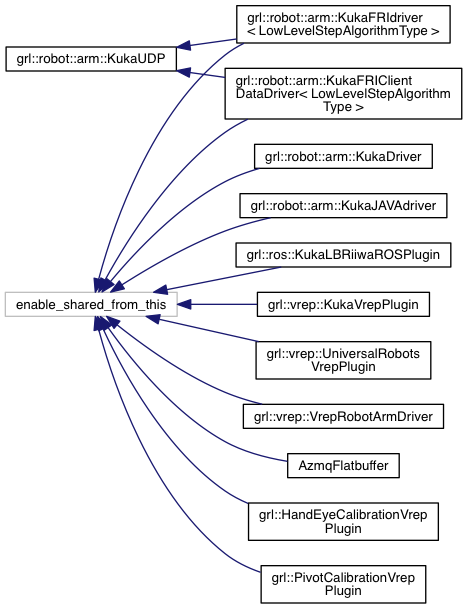 grl::robot::arm::KukaUDP
grl::robot::arm::KukaFRIdriver
< LowLevelStepAlgorithmType >
grl::robot::arm::KukaFRIClient
DataDriver< LowLevelStepAlgorithm
Type >
grl::robot::arm::KukaDriver
grl::robot::arm::KukaJAVAdriver
grl::ros::KukaLBRiiwaROSPlugin
enable_shared_from_this
grl::vrep::KukaVrepPlugin
grl::vrep::UniversalRobots
VrepPlugin
grl::vrep::VrepRobotArmDriver
AzmqFlatbuffer
grl::HandEyeCalibrationVrep
Plugin
grl::PivotCalibrationVrep
Plugin